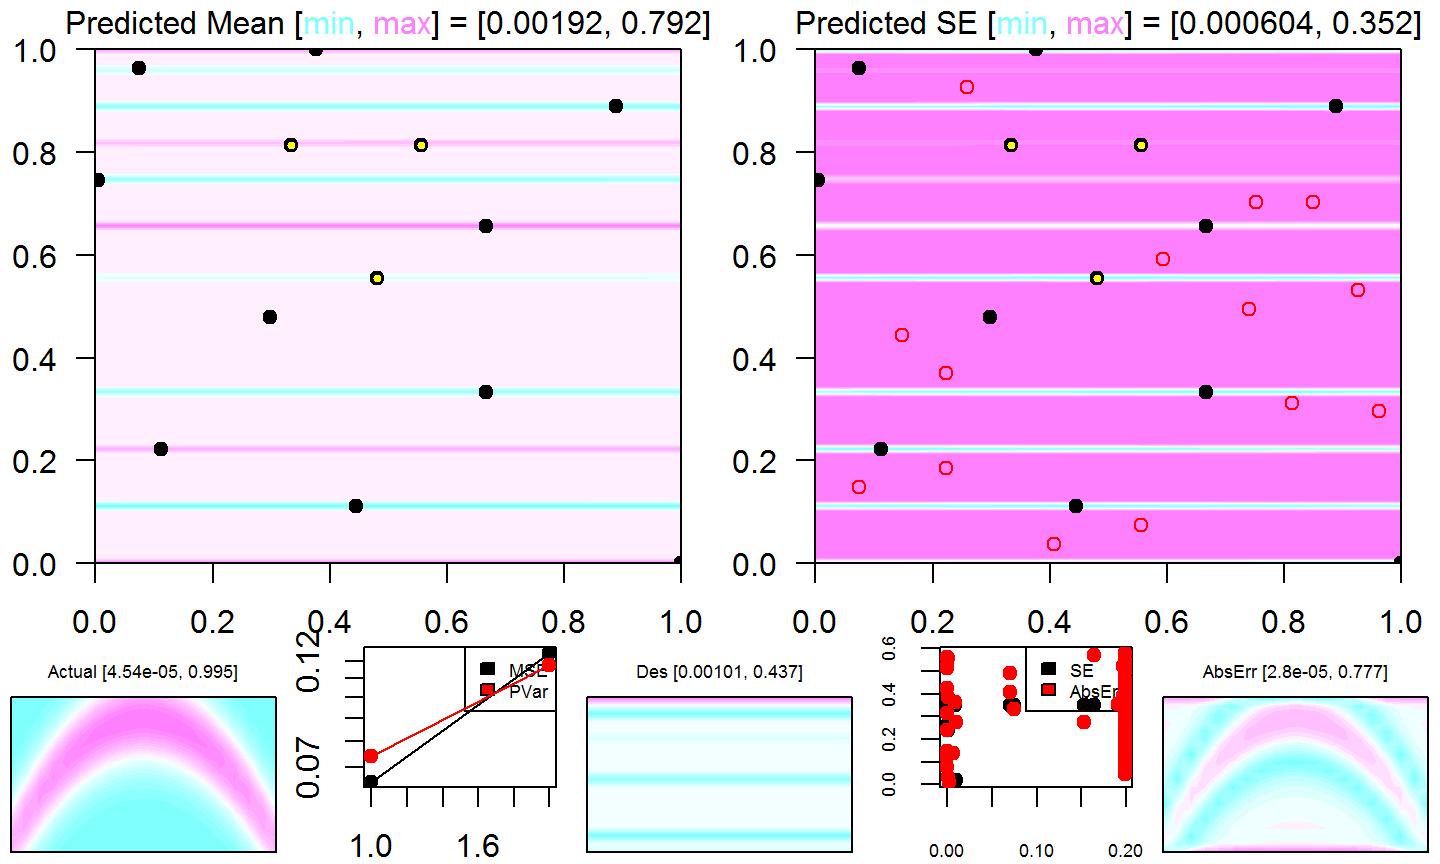 Predicted Mean [min, max] = [0.00192, 0.792]
1.0
0.8
0.6
0.4
0.2
0.0
0.0 0.2 0.4 0.6 0.8 1.0
Predicted SE [min, max] = [0.000604, 0.352]
1.0
0.8
0.6
0.4
0.2
0.0
0.0 0.2 0.4 0.6 0.8 1.0
Actual [4.54e-05, 0.995]
0.12
0.07
MSE
PVar
1.0 1.6
Des [0.00101, 0.437]
0.6
0.4
0.2
0.0
SE
AbsErr
0.00 0.10 0.20
AbsErr [2.8e-05, 0.777]